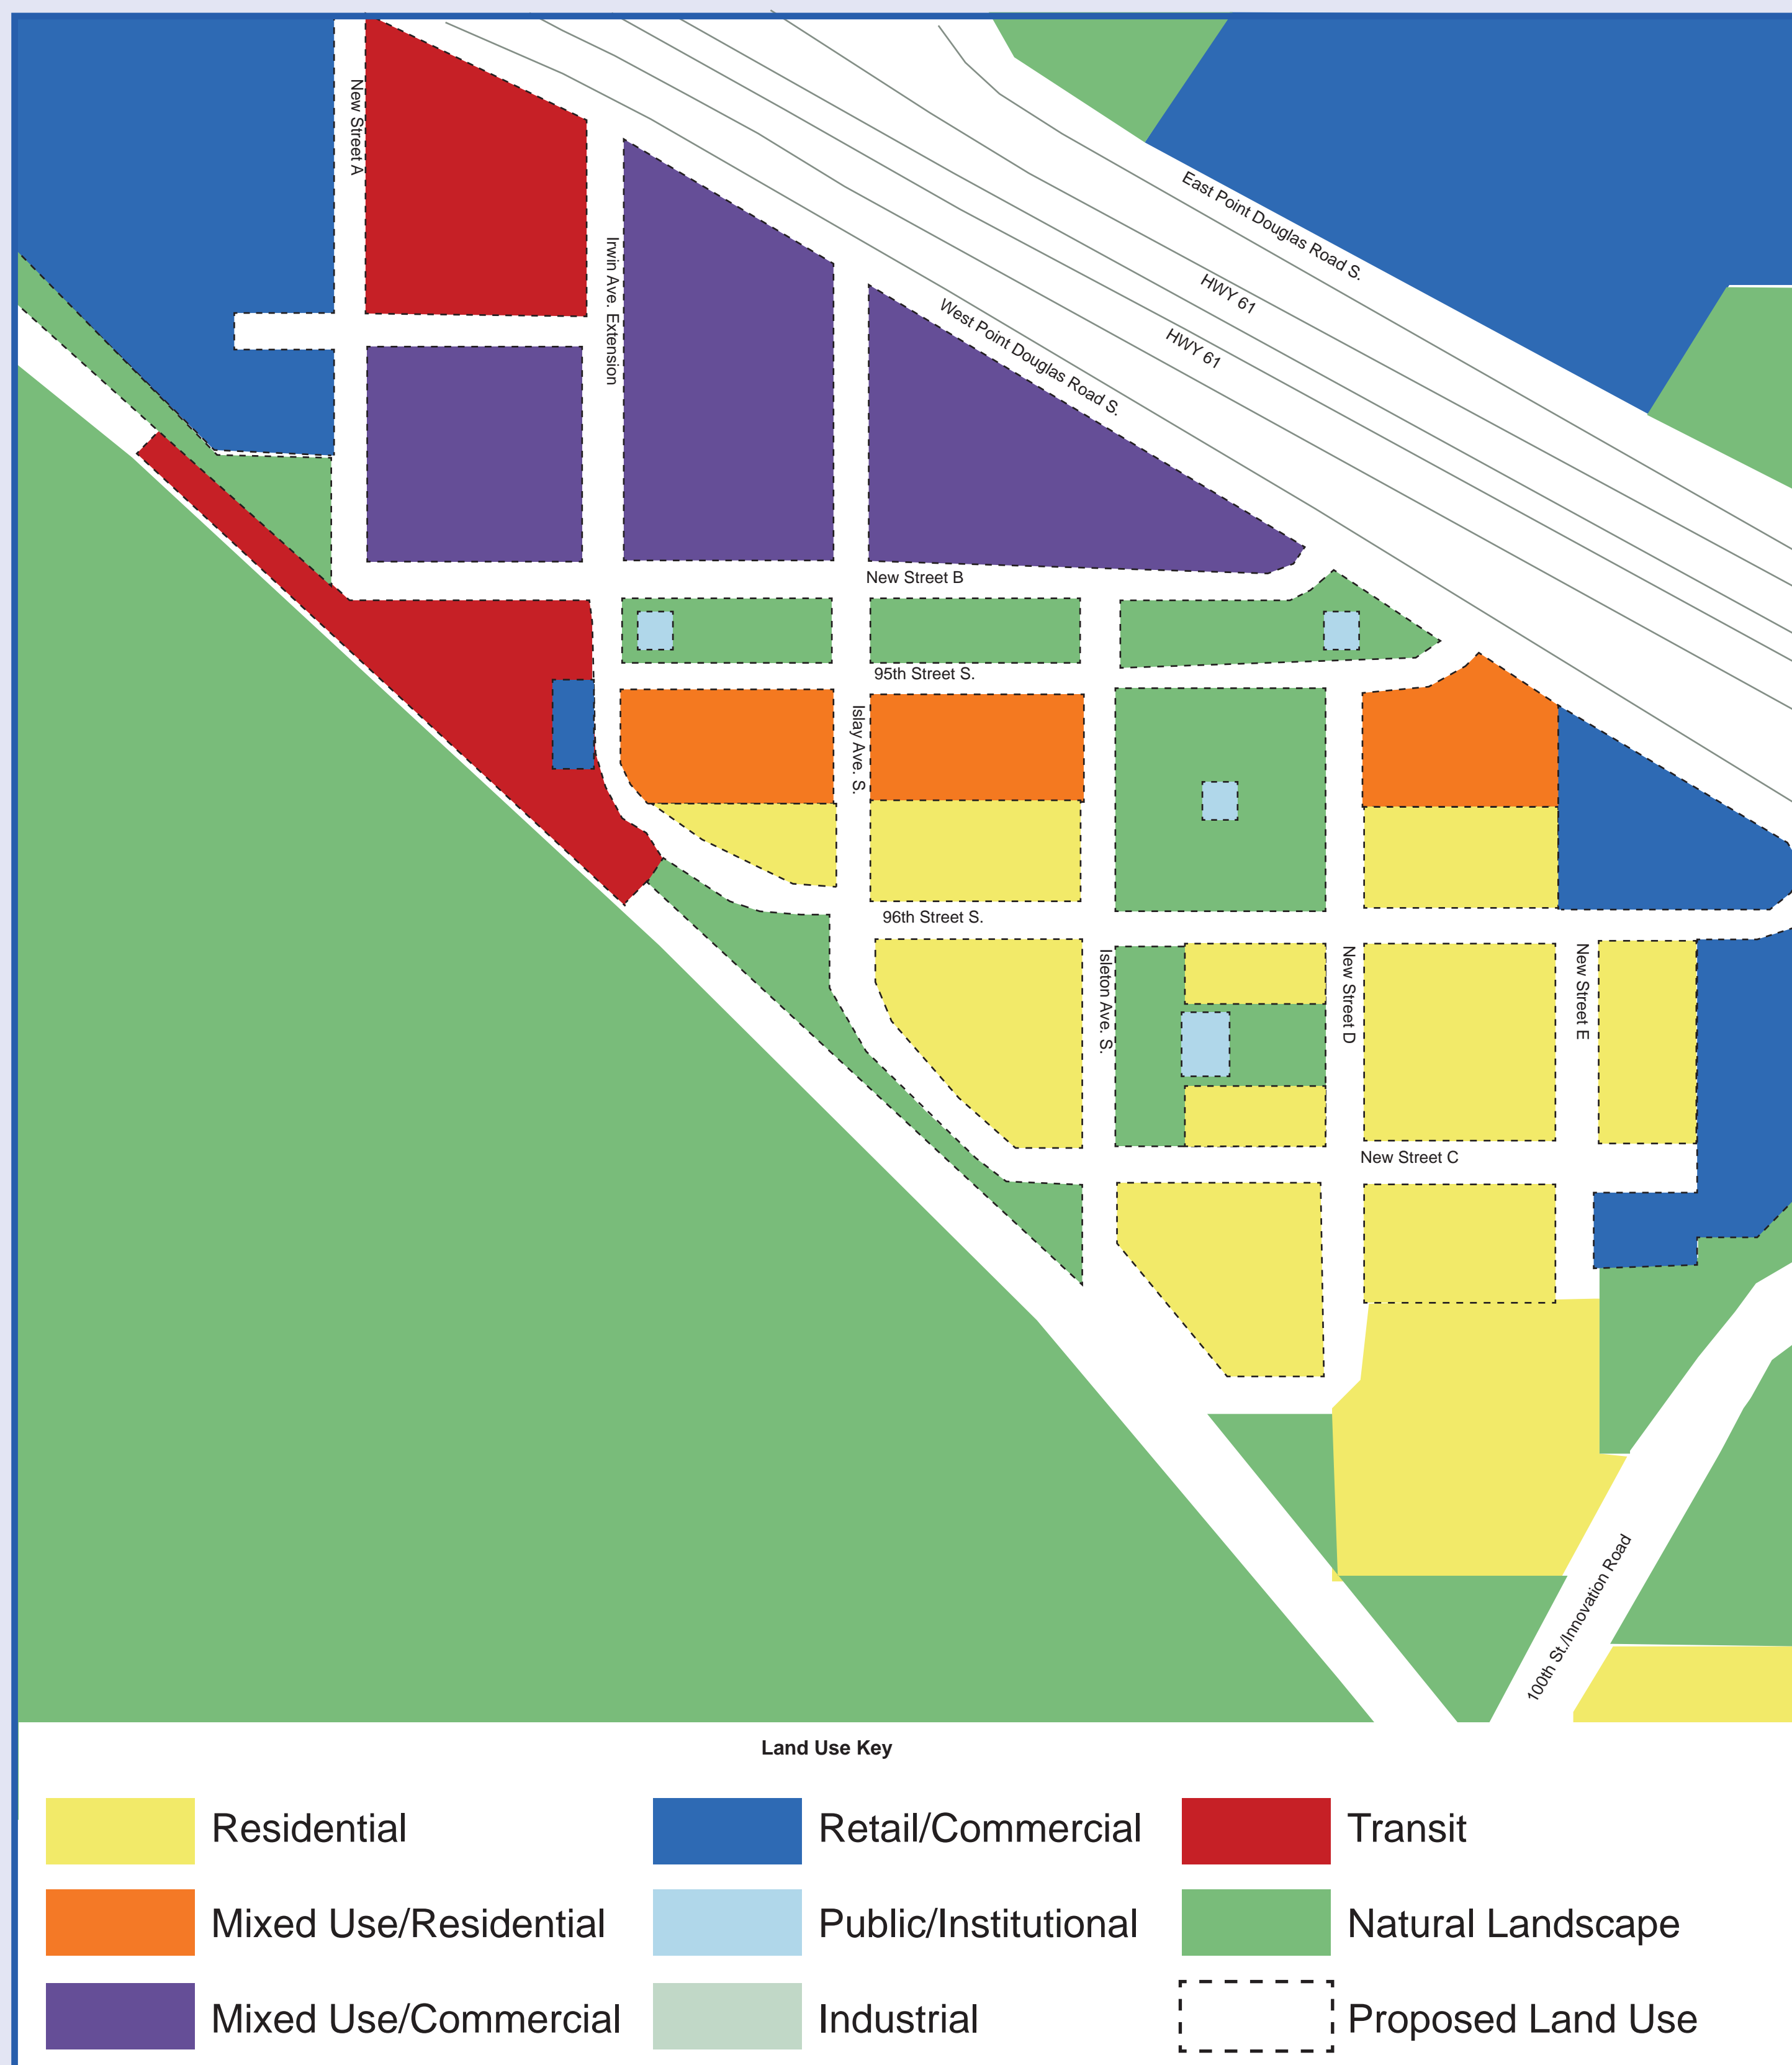 New Street A
East Point Douglas Road S.
HWY 61
Irwin Ave. Extension
West Point Douglas Road S.
HWY 61
New Street B
95th Street S.
Islay Ave. S.
96th Street S.
Isleton Ave. S.
New Street D
New Street E
New Street C
100th St./Innovation Road
Land Use Key
Residential
Retail/Commercial
Transit
Mixed Use/Residential
Public/Institutional
Natural Landscape
Mixed Use/Commercial
Industrial
Proposed Land Use